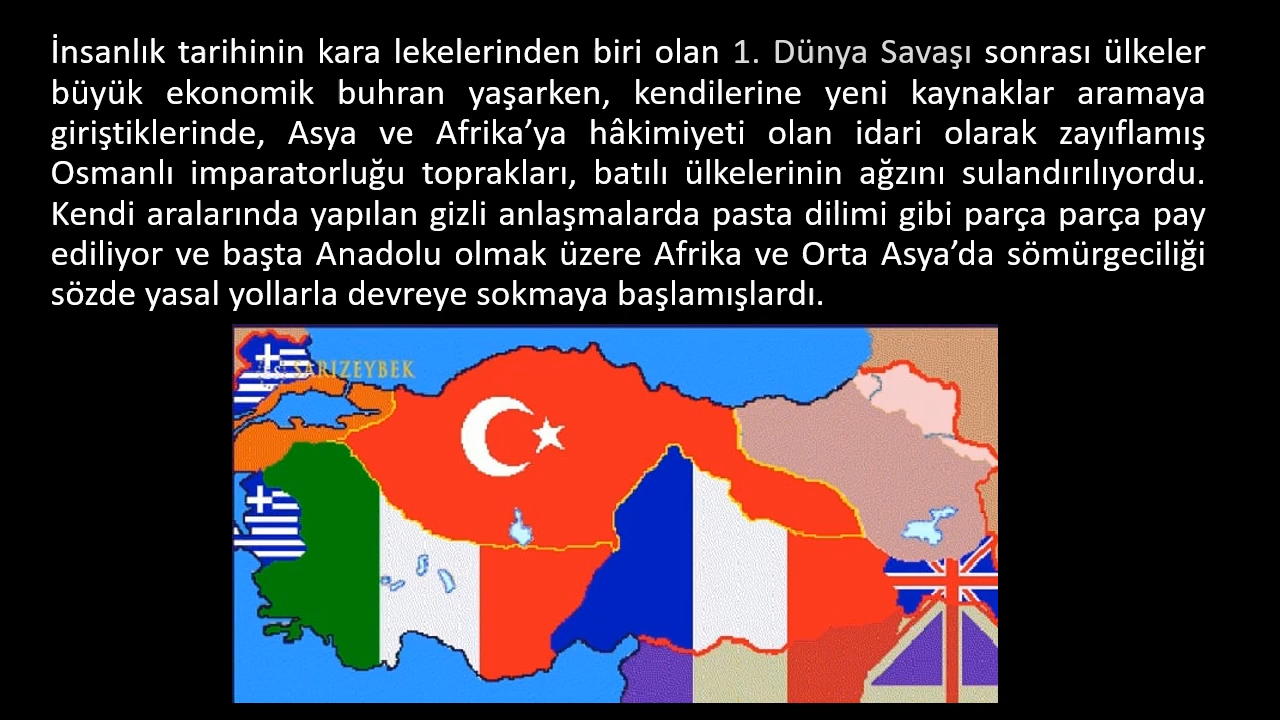 İnsanlık tarihinin kara lekelerinden biri olan 1. Dünya Savaşı sonrası ülkeler
büyük ekonomik buhran yaşarken, kendilerine yeni kaynaklar aramaya
giriştiklerinde, Asya ve Afrika’ya hâkimiyeti olan idari olarak zayıflamış
Osmanlı imparatorluğu toprakları, batılı ülkelerinin ağzını sulandırılıyordu.
Kendi aralarında yapılan gizli anlaşmalarda pasta dilimi gibi parça parça pay
ediliyor ve başta Anadolu olmak üzere Afrika ve Orta Asya’da sömürgeciliği
sözde yasal yollarla devreye sokmaya başlamışlardı.
SARIZEYBEK